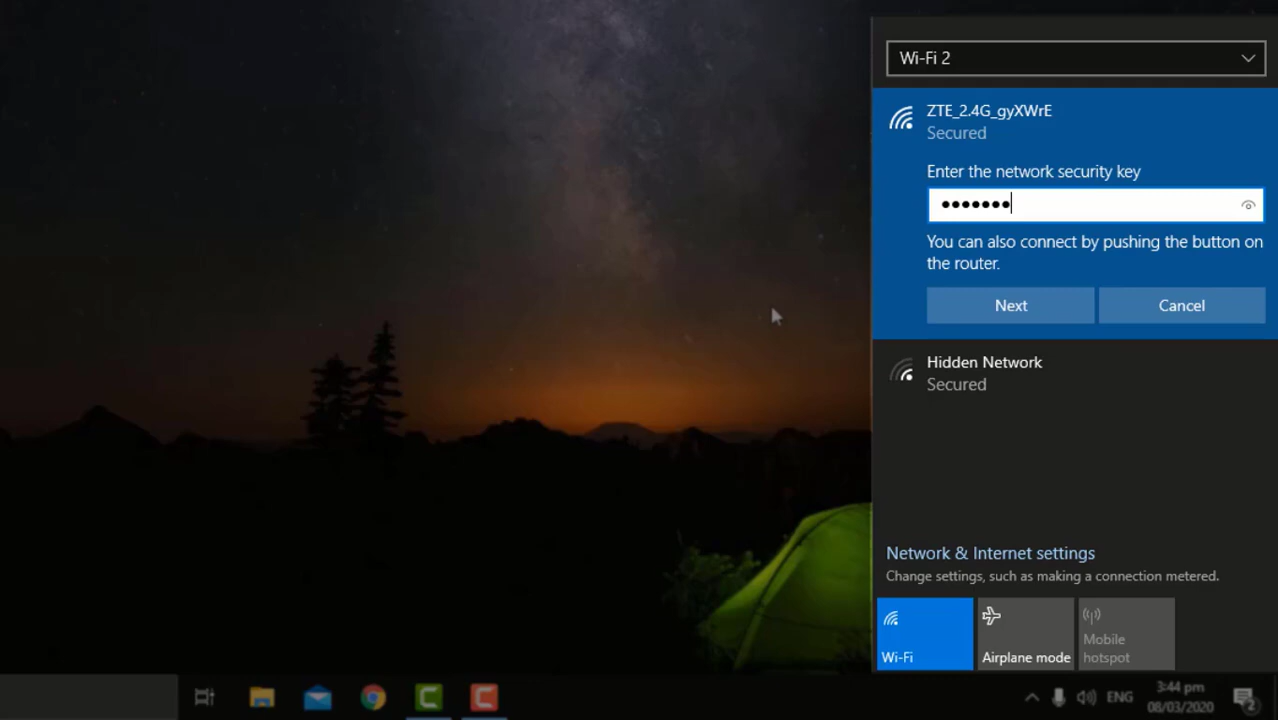 Wi-Fi 2
ZTE_2.4G_gyXWrE
Secured
Enter the network security key
•••••••
You can also connect by pushing the button on
the router.
Next
Cancel
Hidden Network
Secured
Network & Internet settings
Change settings, such as making a connection metered.
Wi-Fi
Airplane mode
Mobile
hotspot
ENG
3:44 pm
08/03/2020
2